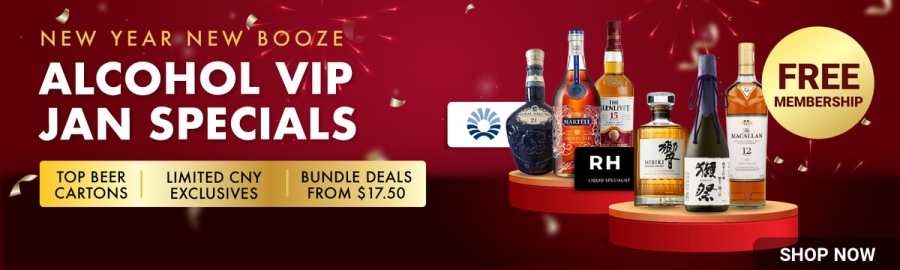 NEW YEAR NEW BOOZE
ALCOHOL VIP
JAN SPECIALS
TOP BEER
CARTONS
LIMITED CNY
EXCLUSIVES
BUNDLE DEALS
FROM $17.50
21
MARTELL
THE
GLENLIVET
15
RH
LIQUID SPECIALIST
響
HIBIKI
獺祭
The
MACALLAN
12
FREE
MEMBERSHIP
SHOP NOW